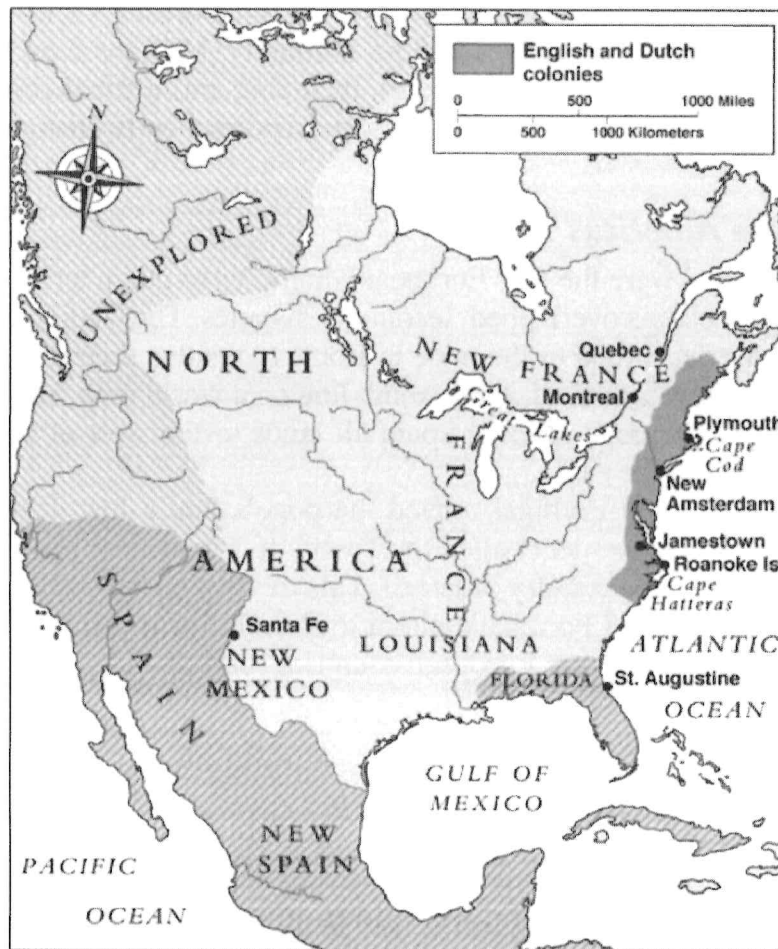 English and Dutch
colonies
0 500 1000 Miles
0 500 1000 Kilometers
N
UNEXPLORED
NORTH
AMERICA
NEW FRANCE
Quebec
Montreal
Great Lakes
FRANCE
Plymouth
Cape
Cod
New
Amsterdam
Jamestown
Roanoke Is
Cape
Hatteras
SPAIN
Santa Fe
NEW
MEXICO
LOUISIANA
ATLANTIC
OCEAN
FLORIDA
St. Augustine
GULF OF
MEXICO
NEW
SPAIN
PACIFIC
OCEAN